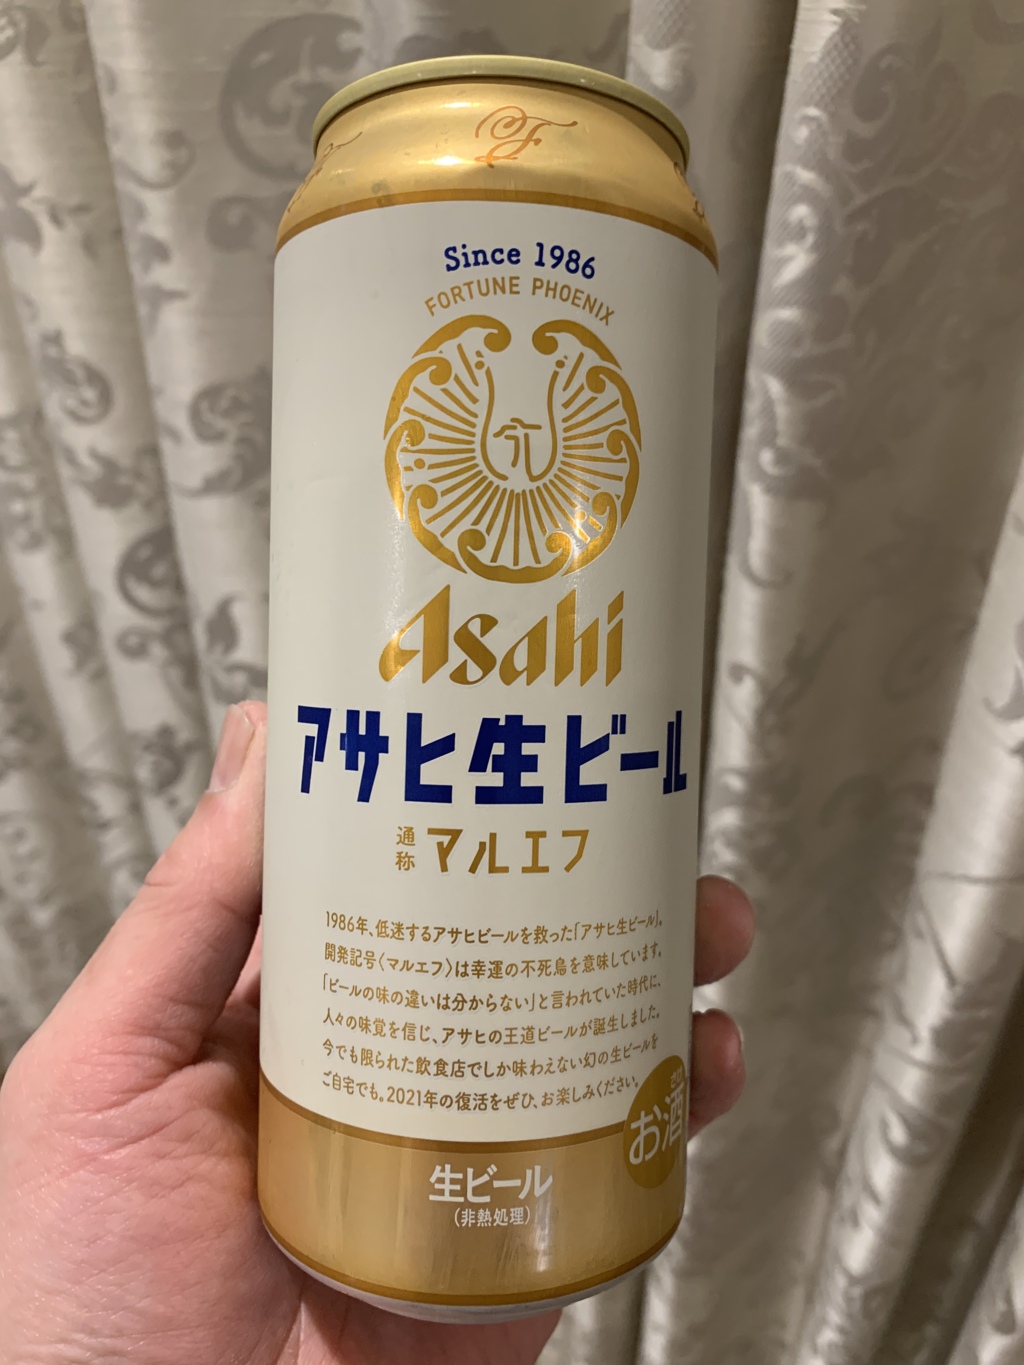 Since 1986
FORTUNE PHOENIX
Asahi
アサヒ生ビール
通称 マルエフ
1986年、低迷するアサヒビールを救った「アサヒ生ビール」。
開発記号〈マルエフ〉は幸運の不死鳥を意味しています。
「ビールの味の違いは分からない」と言われていた時代に、
人々の味覚を信じ、アサヒの王道ビールが誕生しました。
今でも限られた飲食店でしか味わえない幻の生ビールを
ご自宅でも。2021年の復活をぜひ、お楽しみください。
お酒
生ビール
(非熱処理)